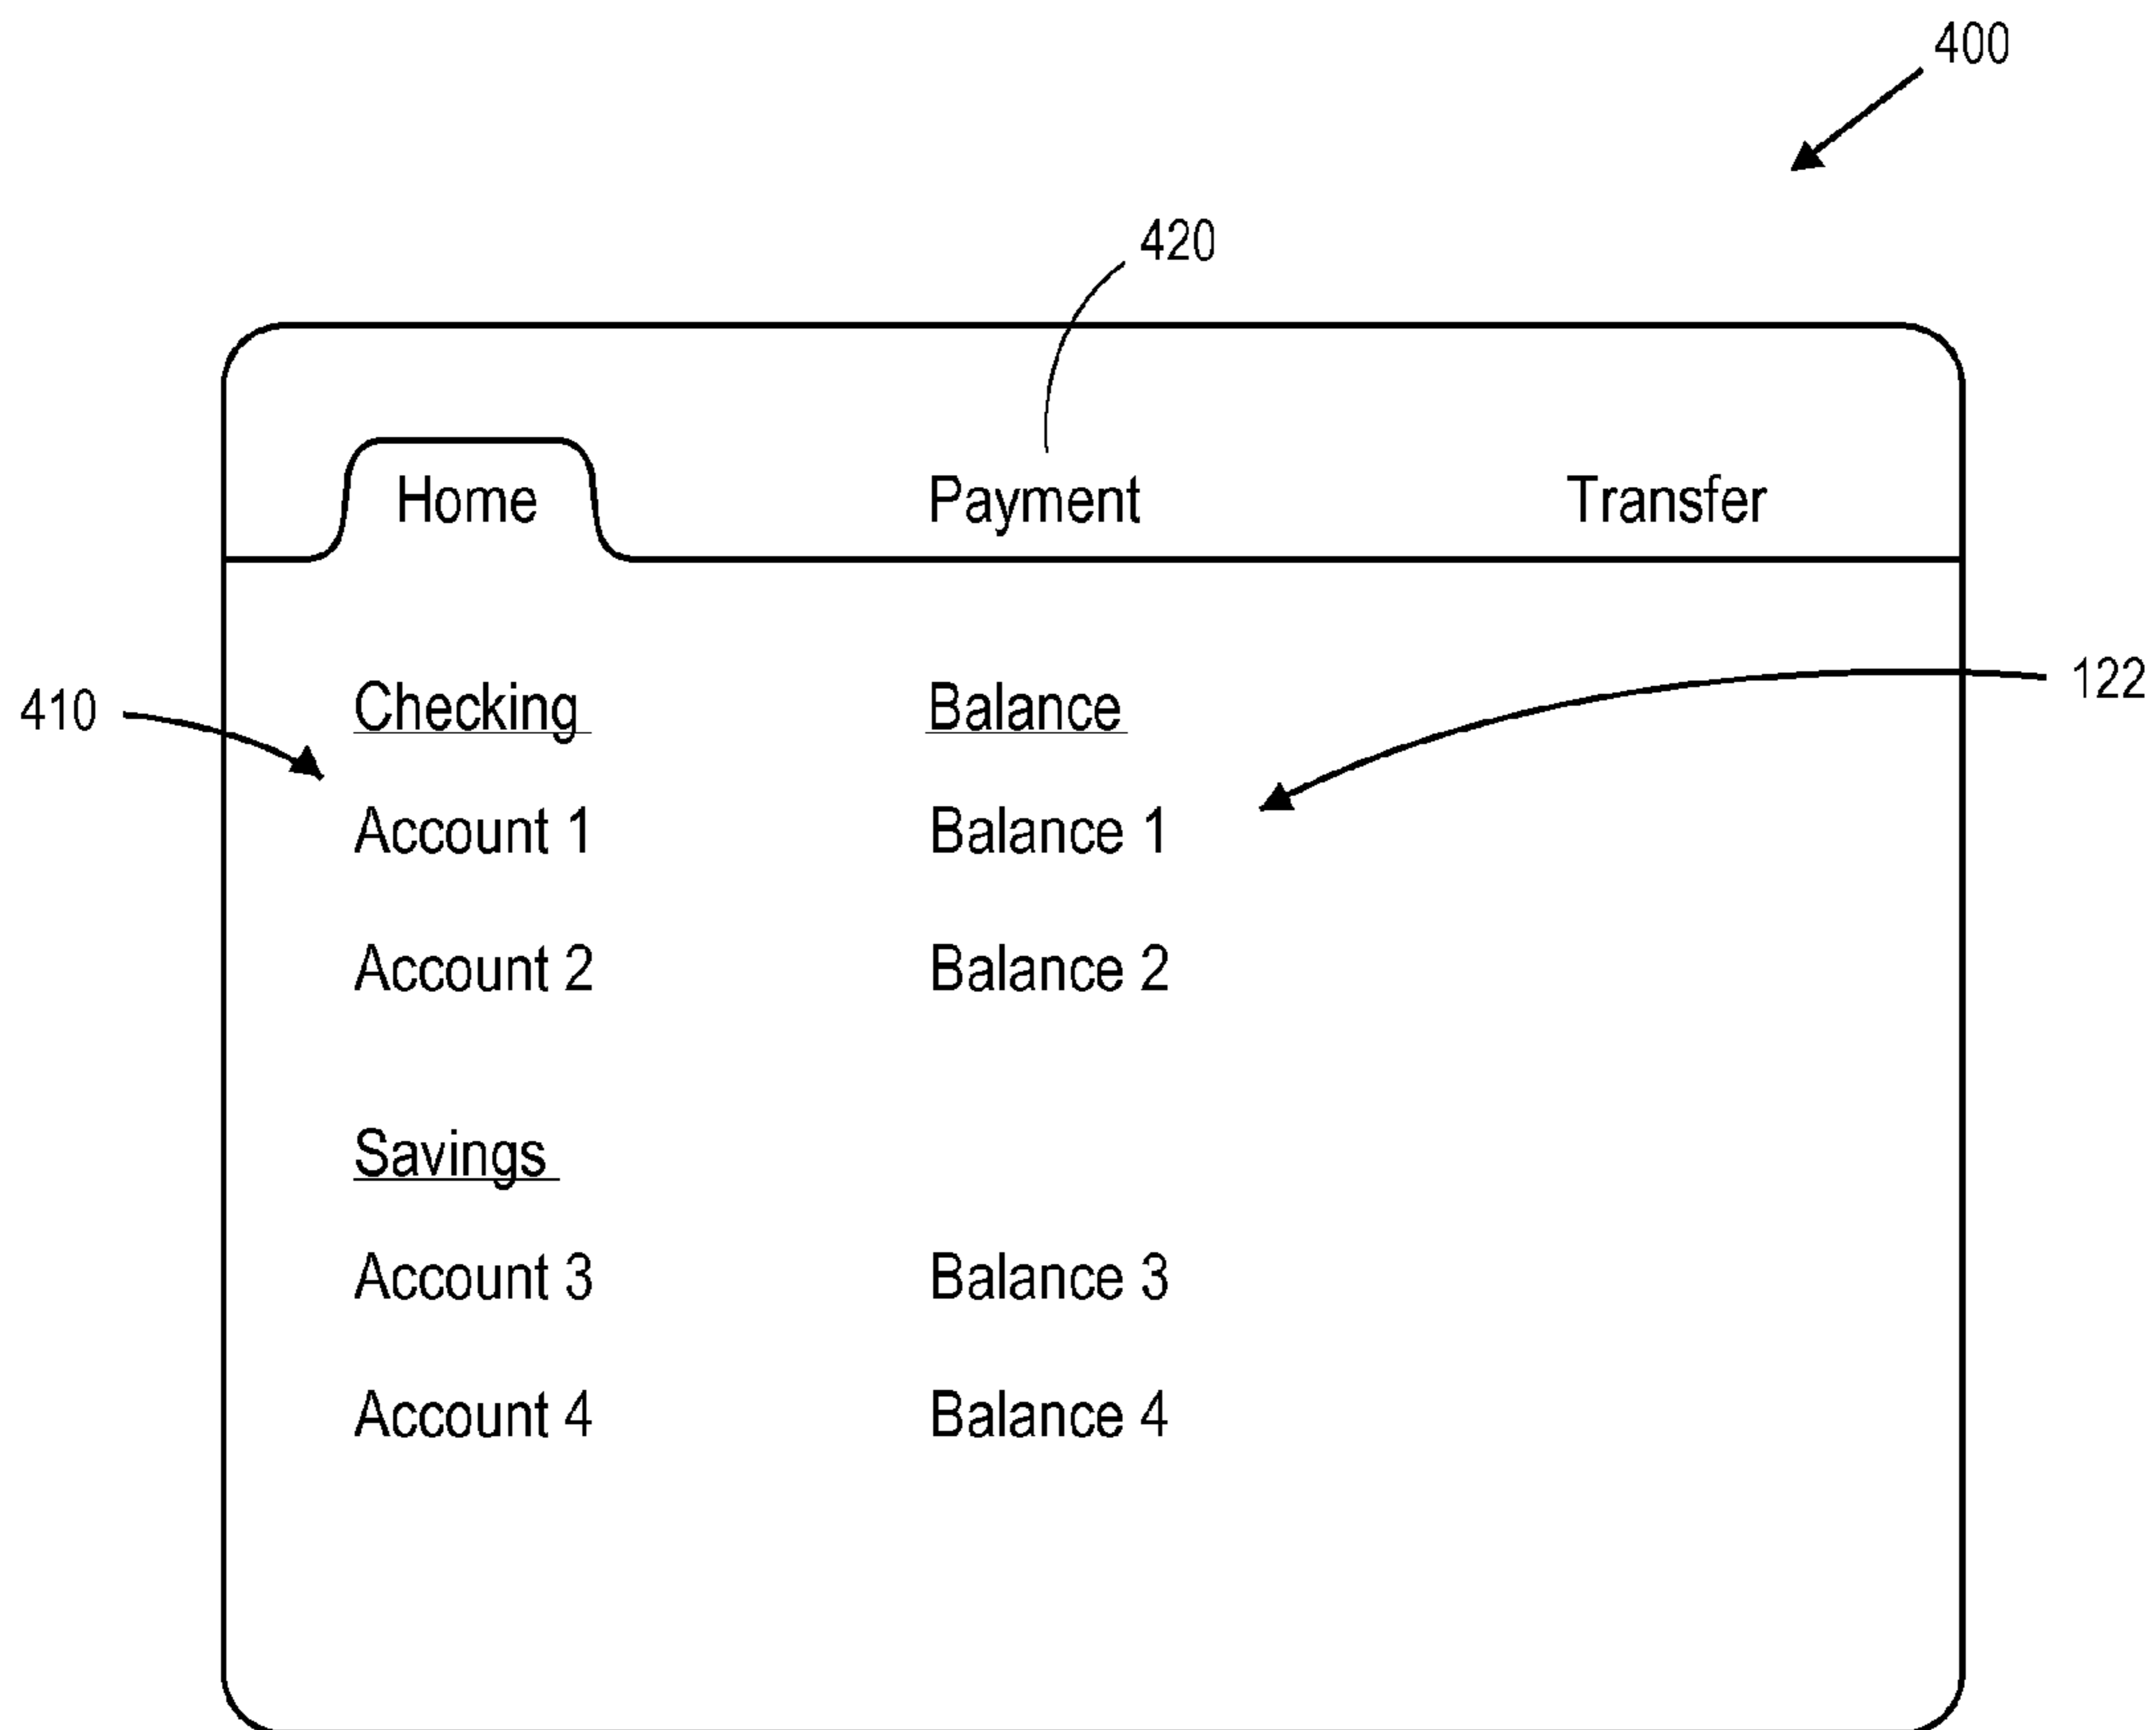 400
420
Home Payment Transfer
410 Checking Balance 122
Account 1 Balance 1
Account 2 Balance 2
Savings
Account 3 Balance 3
Account 4 Balance 4